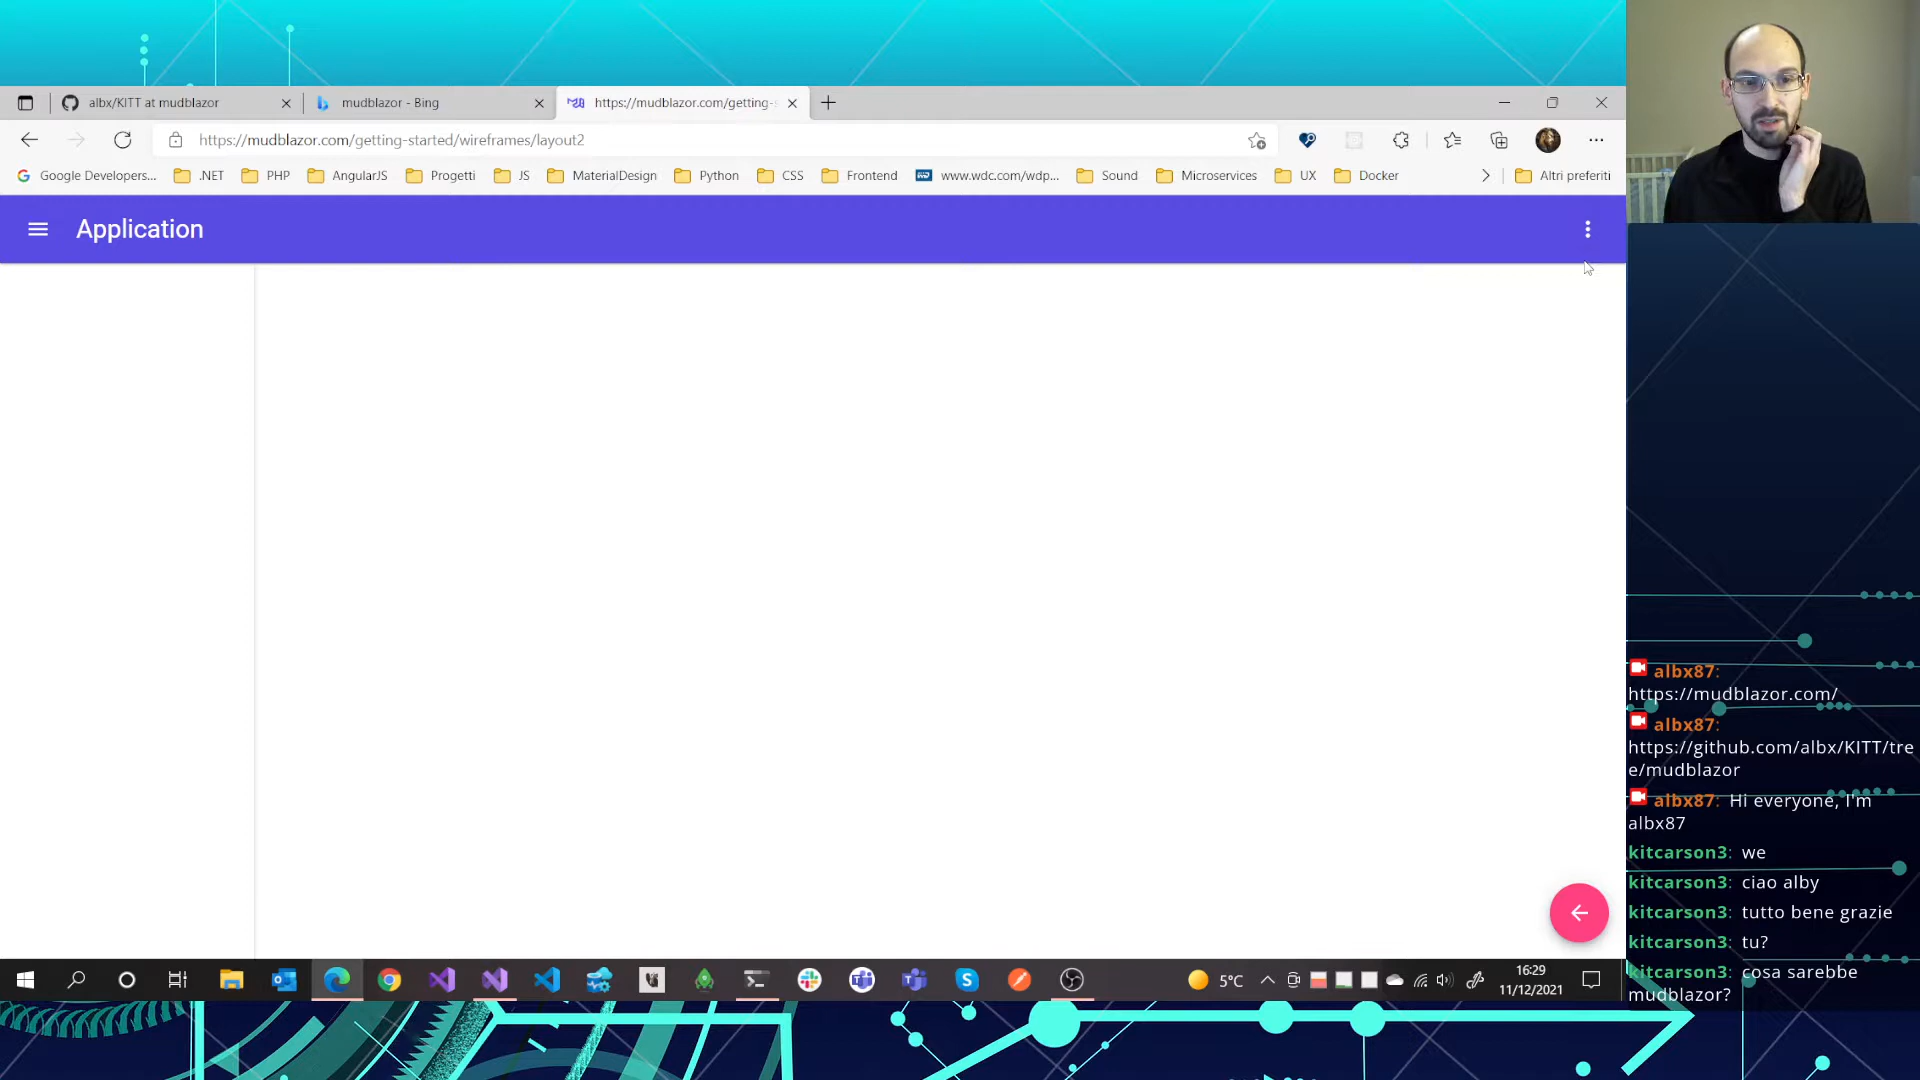 albx/KITT at mudblazor
mudblazor - Bing
https://mudblazor.com/getting-s
https://mudblazor.com/getting-started/wireframes/layout2
Google Developers...
.NET
PHP
AngularJS
Progetti
JS
MaterialDesign
Python
CSS
Frontend
www.wdc.com/wdp...
Sound
Microservices
UX
Docker
Altri preferiti
Application
albx87:
https://mudblazor.com/
albx87:
https://github.com/albx/KITT/tre
e/mudblazor
albx87: Hi everyone, I'm
albx87
kitcarson3: we
kitcarson3: ciao alby
kitcarson3: tutto bene grazie
kitcarson3: tu?
kitcarson3: cosa sarebbe
mudblazor?
5°C
16:29
11/12/2021